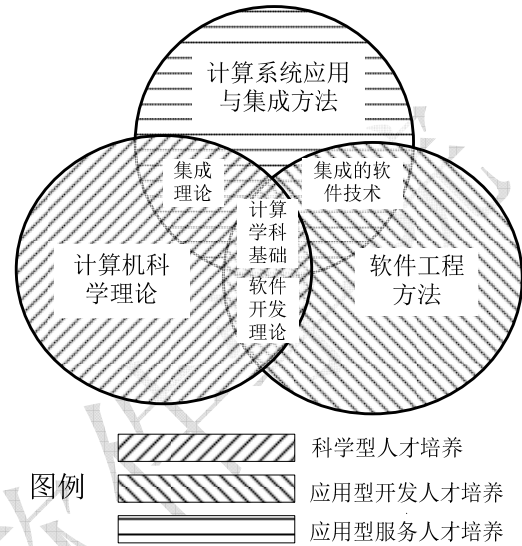 计算系统应用
与集成方法
集成
理论
集成的软
件技术
计算
学科
基础
计算机科
学理论
软件工程
方法
软件
开发
理论
图例
科学型人才培养
应用型开发人才培养
应用型服务人才培养